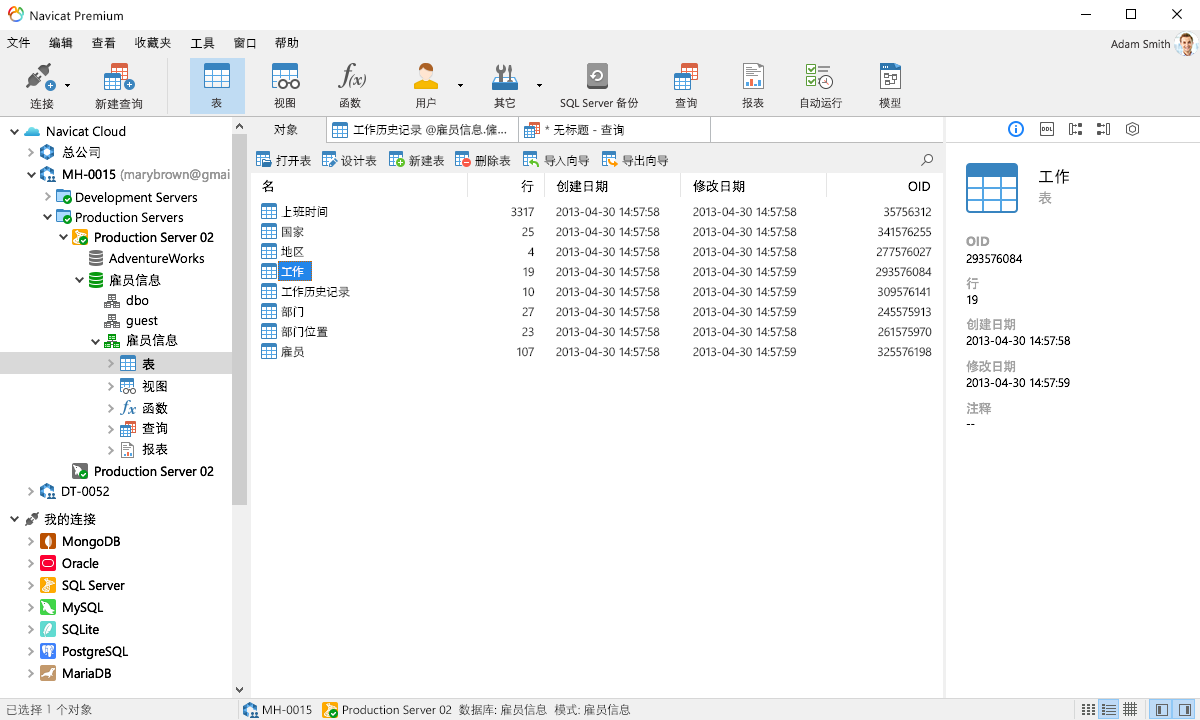 Navicat Premium
文件 编辑 查看 收藏夹 工具 窗口 帮助
Adam Smith
连接 新建查询 表 视图 函数 用户 其它 SQL Server 备份 查询 报表 自动运行 模型
f(x)
Navicat Cloud
总公司
MH-0015 (marybrown@gmai
Development Servers
Production Servers
Production Server 02
AdventureWorks
雇员信息
dbo
guest
雇员信息
表
视图
fx 函数
查询
报表
Production Server 02
DT-0052
我的连接
MongoDB
Oracle
SQL Server
MySQL
SQLite
PostgreSQL
MariaDB
对象 工作历史记录 @雇员信息.僱... * 无标题 - 查询
打开表 设计表 新建表 删除表 导入向导 导出向导
名 行 创建日期 修改日期 OID
上班时间 3317 2013-04-30 14:57:58 2013-04-30 14:57:58 35756312
国家 25 2013-04-30 14:57:58 2013-04-30 14:57:58 341576255
地区 4 2013-04-30 14:57:58 2013-04-30 14:57:58 277576027
工作 19 2013-04-30 14:57:58 2013-04-30 14:57:59 293576084
工作历史记录 10 2013-04-30 14:57:58 2013-04-30 14:57:59 309576141
部门 27 2013-04-30 14:57:58 2013-04-30 14:57:59 245575913
部门位置 23 2013-04-30 14:57:58 2013-04-30 14:57:59 261575970
雇员 107 2013-04-30 14:57:58 2013-04-30 14:57:59 325576198
DDL
工作
表
OID
293576084
行
19
创建日期
2013-04-30 14:57:58
修改日期
2013-04-30 14:57:59
注释
--
已选择 1 个对象 MH-0015 Production Server 02 数据库: 雇员信息 模式: 雇员信息